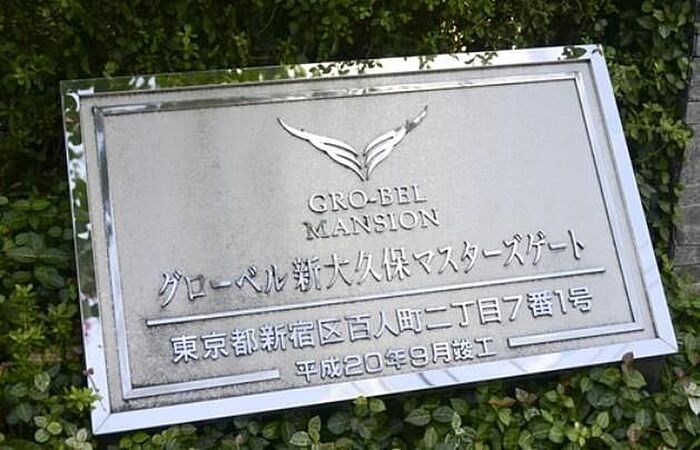 GRO-BEL
MANSION
グローベル新大久保マスターズゲート
東京都新宿区百人町二丁目7番1号
平成20年9月竣工